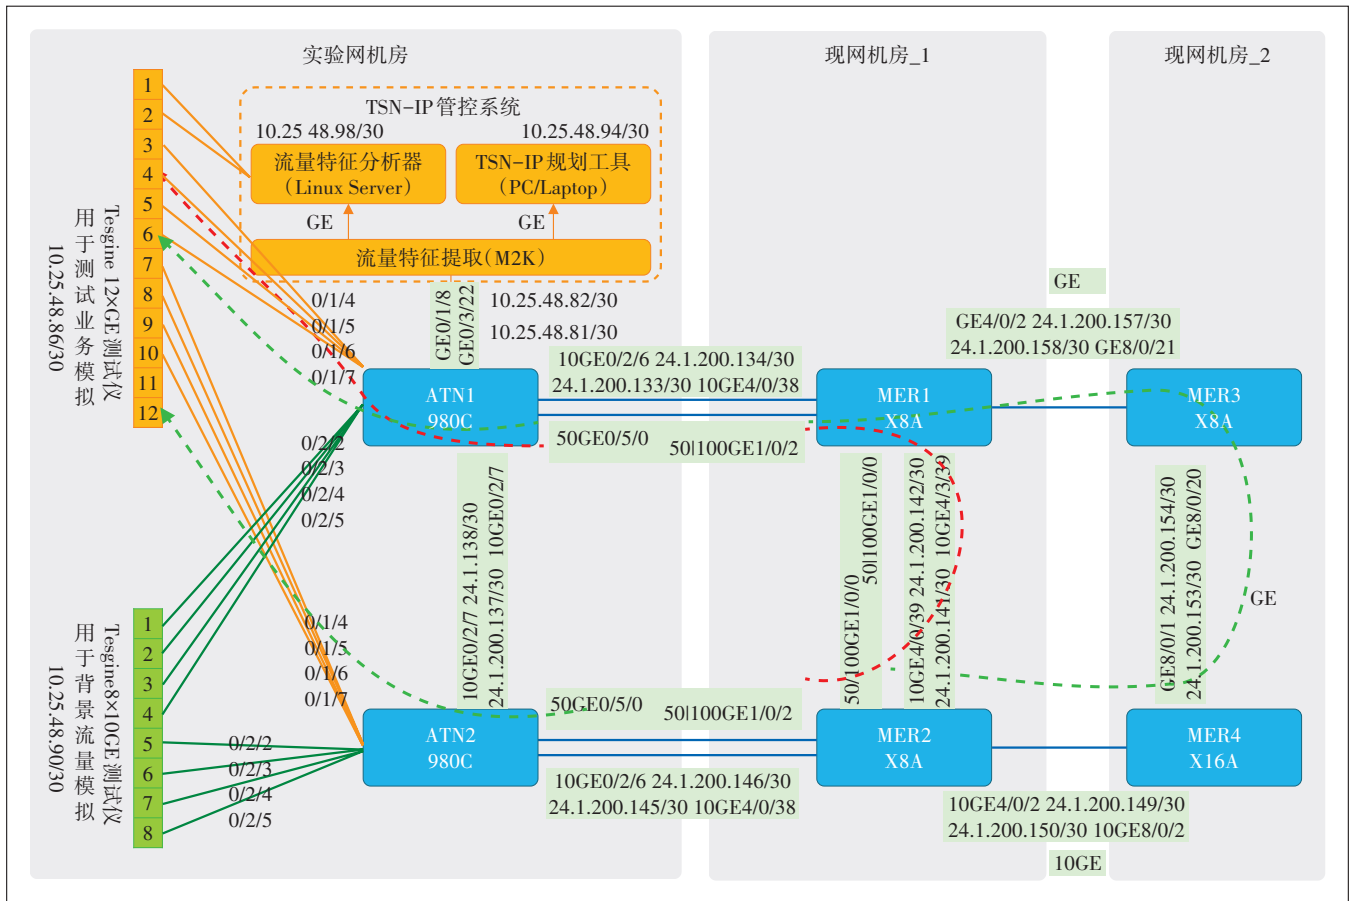 实验网机房
现网机房_1
现网机房_2
TSN-IP管控系统
10.25 48.98/30
10.25.48.94/30
流量特征分析器
（Linux Server）
TSN-IP规划工具
（PC/Laptop）
GE
GE
流量特征提取(M2K)
1
2
3
4
5
6
7
8
9
10
11
12
Tesgine 12×GE测试仪
用于测试业务模拟
10.25.48.86/30
0/1/4
0/1/5
0/1/6
0/1/7
GE0/1/8
GE0/3/22
10.25.48.82/30
10.25.48.81/30
GE
GE4/0/2 24.1.200.157/30
24.1.200.158/30 GE8/0/21
10GE0/2/6 24.1.200.134/30
24.1.200.133/30 10GE4/0/38
ATN1
980C
MER1
X8A
MER3
X8A
50GE0/5/0
50|100GE1/0/2
0/2/2
0/2/3
0/2/4
0/2/5
10GE0/2/7 24.1.138/30
24.1.200.137/30 10GE0/2/7
50/100GE1/0/0
50|100GE1/0/0
10GE4/0/39 24.1.200.142/30
24.1.200.141/30 10GE4/3/39
GE8/0/1 24.1.200.154/30
24.1.200.153/30 GE8/0/20
GE
1
2
3
4
5
6
7
8
Tesgine8×10GE测试仪
用于背景流量模拟
10.25.48.90/30
0/1/4
0/1/5
0/1/6
0/1/7
50GE0/5/0
50|100GE1/0/2
ATN2
980C
MER2
X8A
MER4
X16A
0/2/2
0/2/3
0/2/4
0/2/5
10GE0/2/6 24.1.200.146/30
24.1.200.145/30 10GE4/0/38
10GE4/0/2 24.1.200.149/30
24.1.200.150/30 10GE8/0/2
10GE